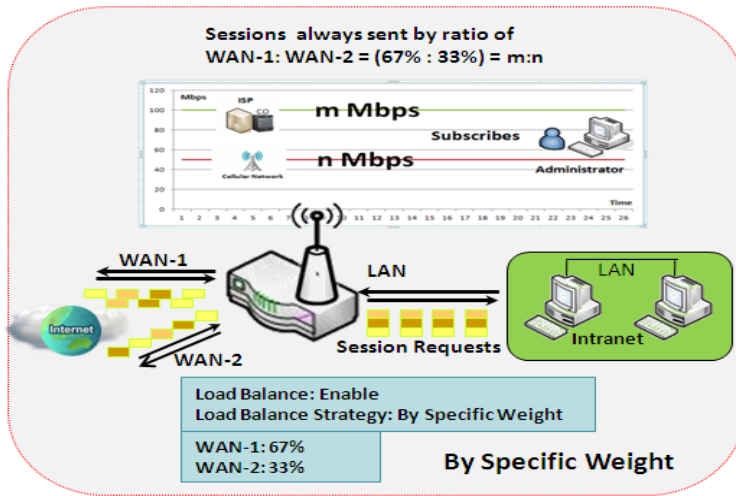 Sessions always sent by ratio of
WAN-1: WAN-2 = (67% : 33%) = m:n
120
100
80
60
40
20
0
Mbps
ISP
CO
m Mbps
Subscribes
n Mbps
Cellular Network
Administrator
Time
1 2 3 4 5 6 7 10 11 12 13 14 15 16 17 18 19 20 21 22 23 24 25 26
WAN-1
LAN
LAN
Internet
Intranet
Session Requests
WAN-2
Load Balance: Enable
Load Balance Strategy: By Specific Weight
WAN-1: 67%
WAN-2: 33%
By Specific Weight